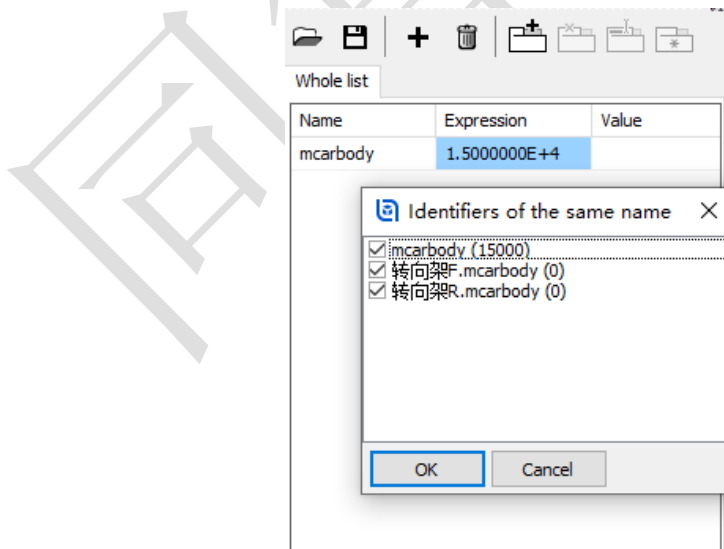 Whole list
Name Expression Value
mcarbody 1.5000000E+4
Identifiers of the same name
mcarbody (15000)
转向架F.mcarbody (0)
转向架R.mcarbody (0)
OK Cancel